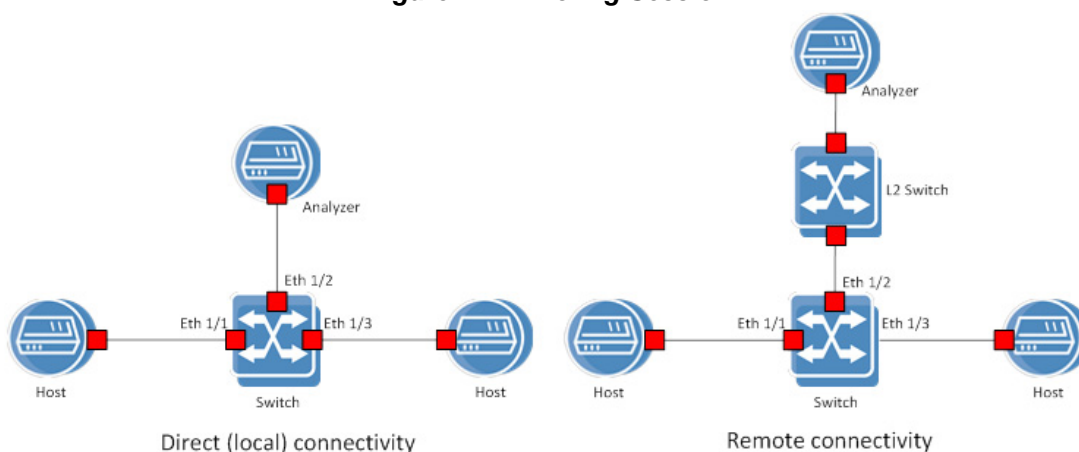 Analyzer
L2 Switch
Analyzer
Eth 1/2
Eth 1/1
Eth 1/3
Host
Switch
Host
Direct (local) connectivity
Eth 1/2
Eth 1/1
Eth 1/3
Host
Switch
Host
Remote connectivity